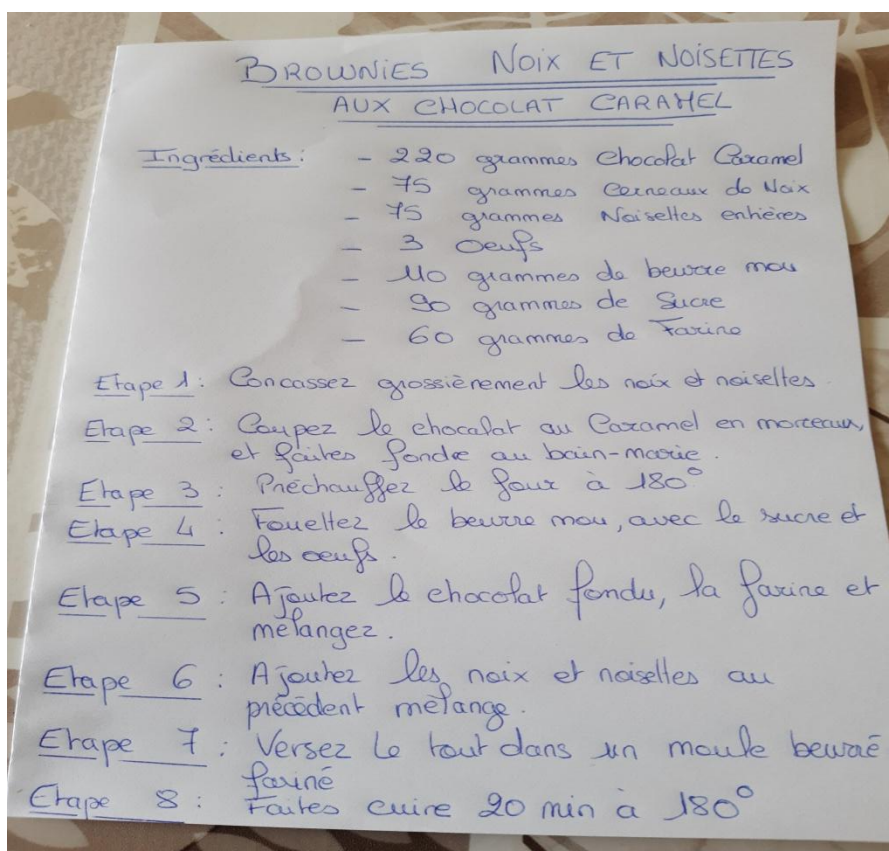 BROWNIES NOIX ET NOISETTES
AUX CHOCOLAT CARAMEL
Ingrédients : - 220 grammes Chocolat Caramel
- 75 grammes Cerneaux de Noix
- 75 grammes Noisettes entières
- 3 Oeufs
- 110 grammes de beurre mou
- 90 grammes de Sucre
- 60 grammes de Farine
Etape 1 : Concassez grossièrement les noix et noisettes.
Etape 2 : Coupez le chocolat au Caramel en morceaux,
et faites fondre au bain-marie.
Etape 3 : Préchauffez le four à 180°
Etape 4 : Fouettez le beurre mou, avec le sucre et
les oeufs.
Etape 5 : Ajoutez le chocolat fondu, la farine et
mélangez.
Etape 6 : Ajoutez les noix et noisettes au
précédent mélange.
Etape 7 : Versez le tout dans un moule beurré
fariné
Etape 8 : Faites cuire 20 min à 180°